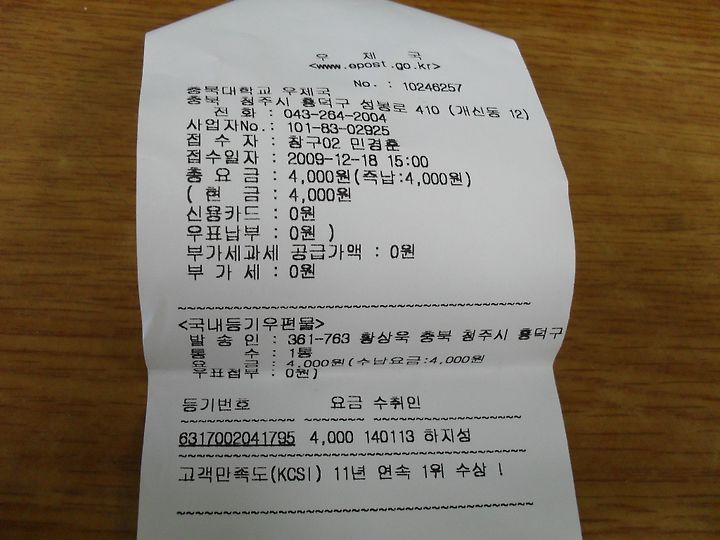 우 체 국
<www.epost.go.kr>
No. : 10246257
충북대학교 우체국
충북 청주시 흥덕구 성봉로 410 (개신동 12)
전 화 : 043-264-2004
사업자No.: 101-83-02925
접 수 자 : 창구02 민경훈
접수일자 : 2009-12-18 15:00
총 요 금 : 4,000원(즉납:4,000원)
( 현 금 : 4,000원
신용카드 : 0원
우표납부 : 0원 )
부가세과세 공급가액 : 0원
부 가 세 : 0원
~~~~~~~~~~~~~~~~~~~~~~~~~~~~~~~~~~~~~~~~
<국내등기우편물>
발 송 인 : 361-763 황상욱 충북 청주시 흥덕구
통 수 : 1통
요 금 : 4,000원(수납요금:4,000원
우표첩부 : 0원)
등기번호 요금 수취인
~~~~~~~~~~~~~ ~~~~~~~ ~~~~~~~~~~~~~~~~~~
6317002041795 4,000 140113 하지성
~~~~~~~~~~~~~~~~~~~~~~~~~~~~~~~~~~~~~~~~
고객만족도(KCSI) 11년 연속 1위 수상 !
~~~~~~~~~~~~~~~~~~~~~~~~~~~~~~~~~~~~~~~~